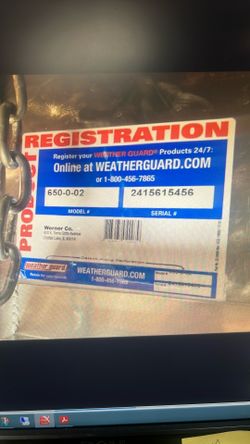 PRODUCT
REGISTRATION
Register your WEATHER GUARD® Products 24/7:
Online at WEATHERGUARD.COM
or 1-800-456-7865
650-0-02
2415615456
MODEL #
SERIAL #
Werner Co.
weather guard
WEATHERGUARD.COM
1-800-456-7865